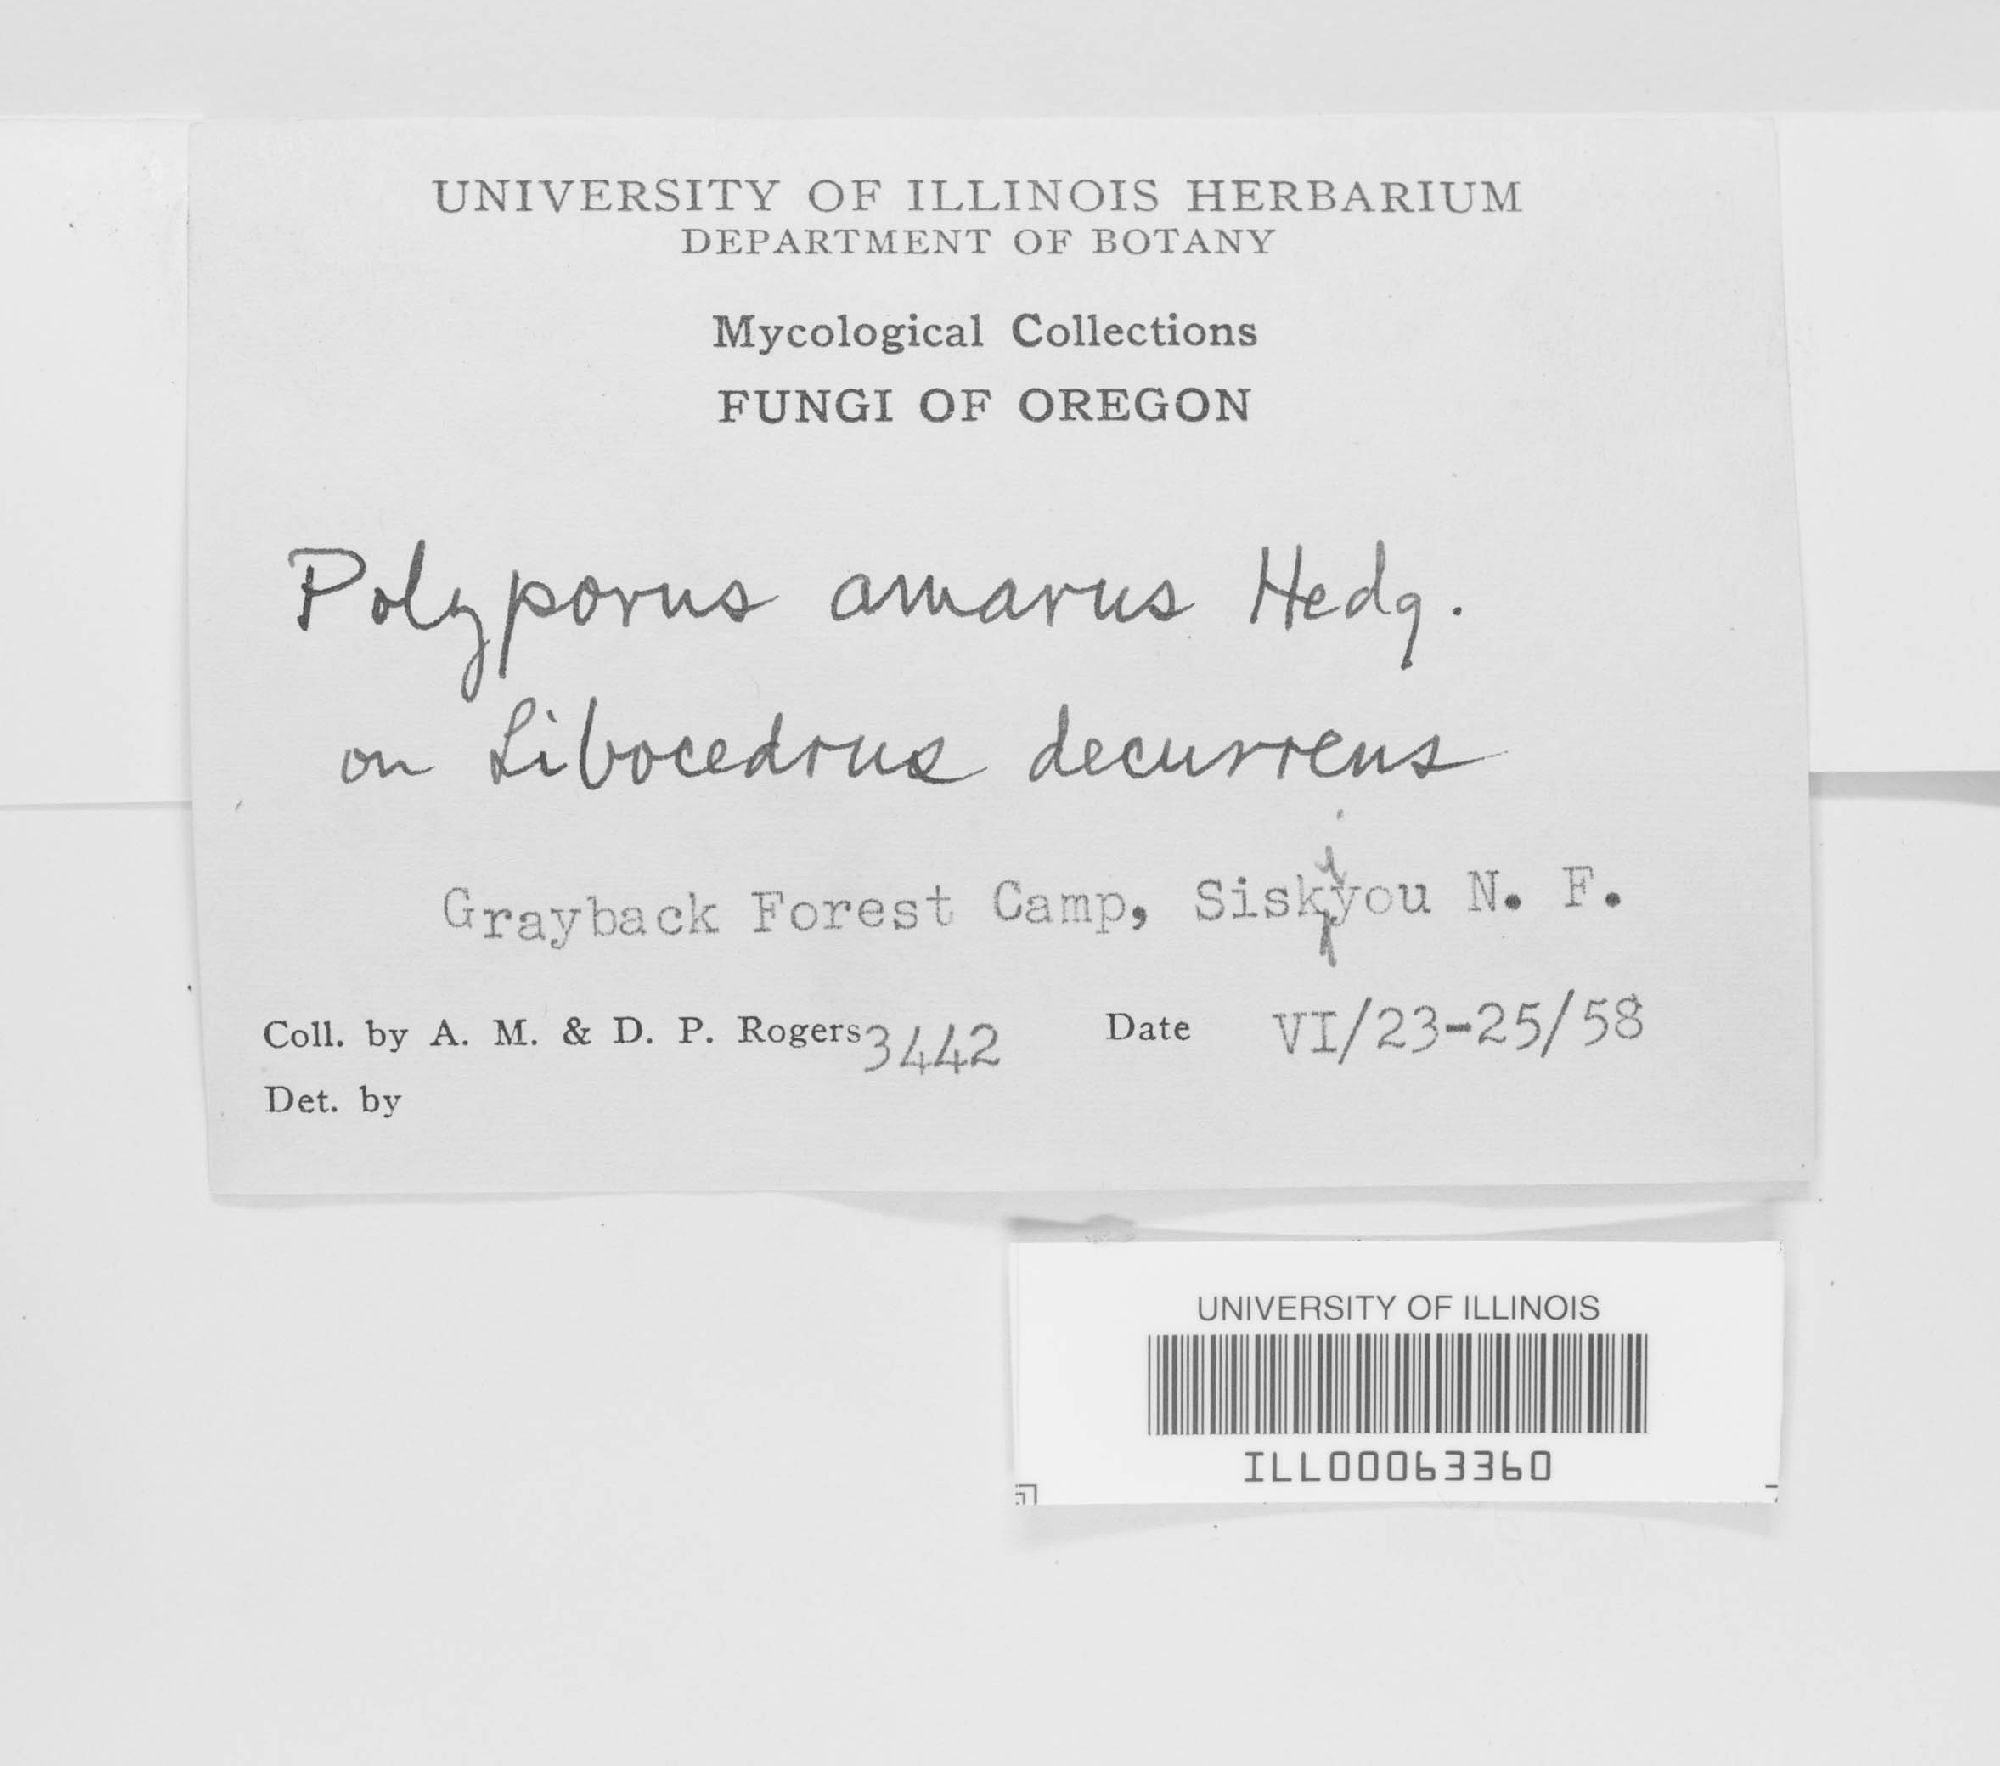 UNIVERSITY OF ILLINOIS HERBARIUM
DEPARTMENT OF BOTANY
Mycological Collections
FUNGI OF OREGON
Polyporus amarus Hedg.
on Libocedrus decurrens
Grayback Forest Camp, Siskiyou N. F.
Coll. by A. M. & D. P. Rogers 3442 Date VI/23-25/58
Det. by
UNIVERSITY OF ILLINOIS
ILL00063360